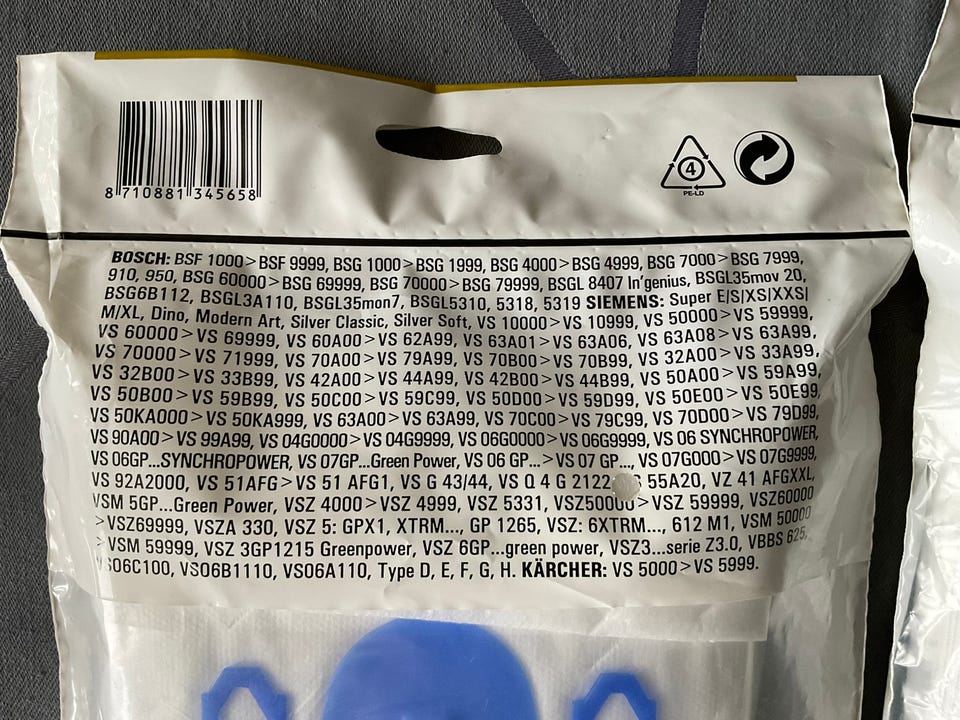 8 710881 345658
4
PE-LD
BOSCH: BSF 1000>BSF 9999, BSG 1000>BSG 1999, BSG 4000>BSG 4999, BSG 7000>BSG 7999,
910, 950, BSG 60000>BSG 69999, BSG 70000>BSG 79999, BSGL 8407 In'genius, BSGL35mov 20,
BSG6B112, BSGL3A110, BSGL35mon7, BSGL5310, 5318, 5319 SIEMENS: Super E/S/XS/XXS/
M/XL, Dino, Modern Art, Silver Classic, Silver Soft, VS 10000>VS 10999, VS 50000>VS 59999,
VS 60000>VS 69999, VS 60A00>VS 62A99, VS 63A01>VS 63A06, VS 63A08>VS 63A99,
VS 70000>VS 71999, VS 70A00>VS 79A99, VS 70B00>VS 70B99, VS 32A00>VS 33A99,
VS 32B00>VS 33B99, VS 42A00>VS 44A99, VS 42B00>VS 44B99, VS 50A00>VS 59A99,
VS 50B00>VS 59B99, VS 50C00>VS 59C99, VS 50D00>VS 59D99, VS 50E00>VS 50E99,
VS 50KA000>VS 50KA999, VS 63A00>VS 63A99, VS 70C00>VS 79C99, VS 70D00>VS 79D99,
VS 90A00>VS 99A99, VS 04G0000>VS 04G9999, VS 06G0000>VS 06G9999, VS 06 SYNCHROPOWER,
VS 06GP...SYNCHROPOWER, VS 07GP...Green Power, VS 06 GP...>VS 07 GP..., VS 07G000>VS 07G9999,
VS 92A2000, VS 51AFG>VS 51 AFG1, VS G 43/44, VS Q 4 G 2122 55A20, VZ 41 AFGXXL,
VSM 5GP...Green Power, VSZ 4000>VSZ 4999, VSZ 5331, VSZ50000>VSZ 59999, VSZ60000
>VSZ69999, VSZA 330, VSZ 5: GPX1, XTRM..., GP 1265, VSZ: 6XTRM..., 612 M1, VSM 50000
>VSM 59999, VSZ 3GP1215 Greenpower, VSZ 6GP...green power, VSZ3...serie Z3.0, VBBS 625,
VS06C100, VS06B1110, VS06A110, Type D, E, F, G, H. KÄRCHER: VS 5000>VS 5999.